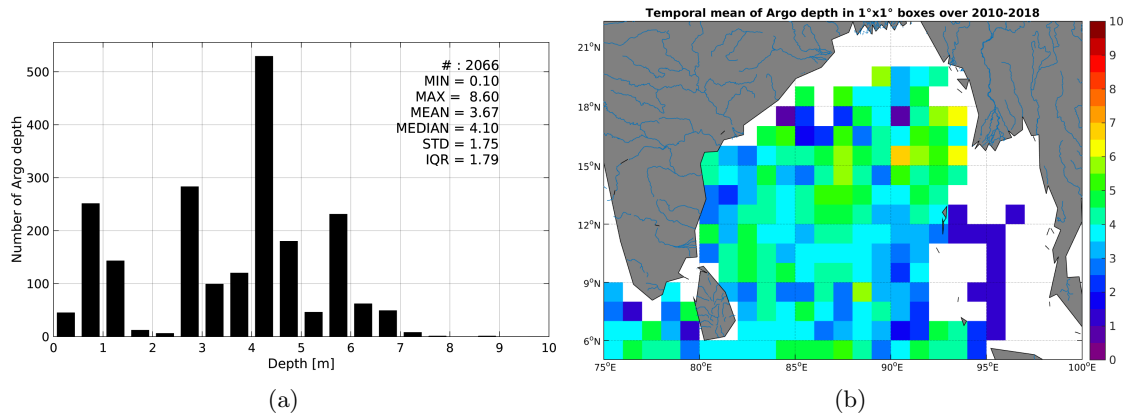 Temporal mean of Argo depth in 1°x1° boxes over 2010-2018
# : 2066
MIN = 0.10
MAX = 8.60
MEAN = 3.67
MEDIAN = 4.10
STD = 1.75
IQR = 1.79
Number of Argo depth
500
400
300
200
100
0
0 1 2 3 4 5 6 7 8 9 10
Depth [m]
21°N
18°N
15°N
12°N
9°N
6°N
75°E 80°E 85°E 90°E 95°E 100°E
10
9
8
7
6
5
4
3
2
1
0
(a)
(b)